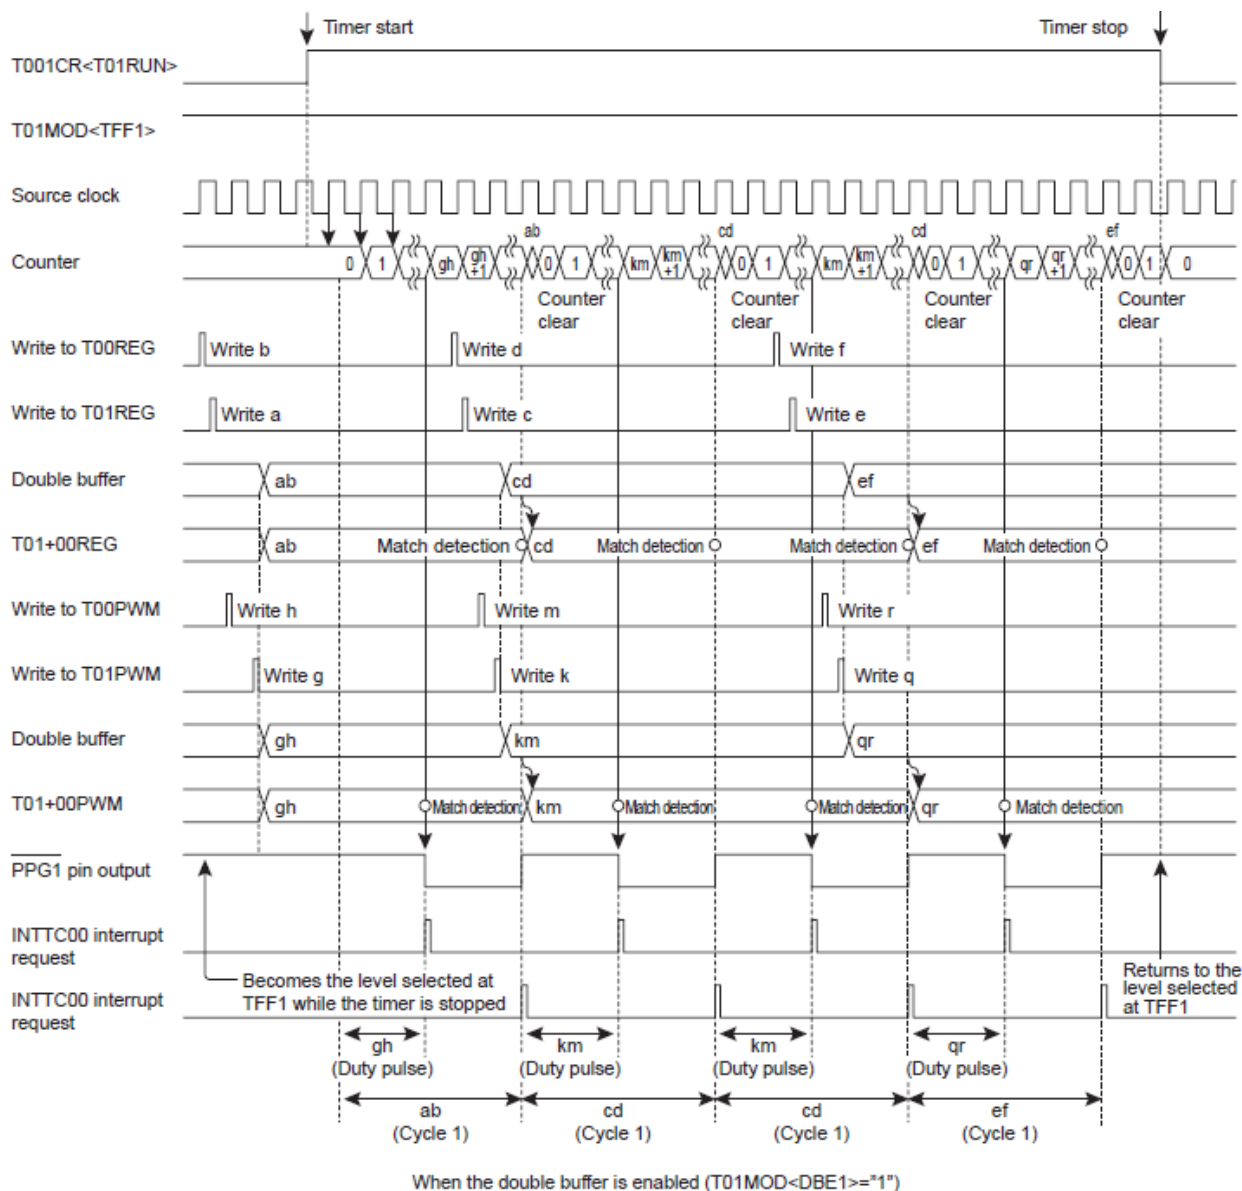 Timer start
Timer stop
T001CR<T01RUN>
T01MOD<TFF1>
Source clock
ab cd cd ef
Counter
0 1 gh gh+1 0 1 km km+1 0 1 km km+1 0 1 qr qr+1 0 1 0
Counter clear
Counter clear
Counter clear
Counter clear
Write to T00REG
Write b
Write d
Write f
Write to T01REG
Write a
Write c
Write e
Double buffer
ab
cd
ef
T01+00REG
ab
Match detection
cd
Match detection
Match detection
ef
Match detection
Write to T00PWM
Write h
Write m
Write r
Write to T01PWM
Write g
Write k
Write q
Double buffer
gh
km
qr
T01+00PWM
gh
Match detection
km
Match detection
Match detection
qr
Match detection
PPG1 pin output
INTTC00 interrupt
request
Becomes the level selected at
TFF1 while the timer is stopped
Returns to the
level selected
at TFF1
INTTC00 interrupt
request
gh
(Duty pulse)
km
(Duty pulse)
km
(Duty pulse)
qr
(Duty pulse)
ab
(Cycle 1)
cd
(Cycle 1)
cd
(Cycle 1)
ef
(Cycle 1)
When the double buffer is enabled (T01MOD<DBE1>="1")